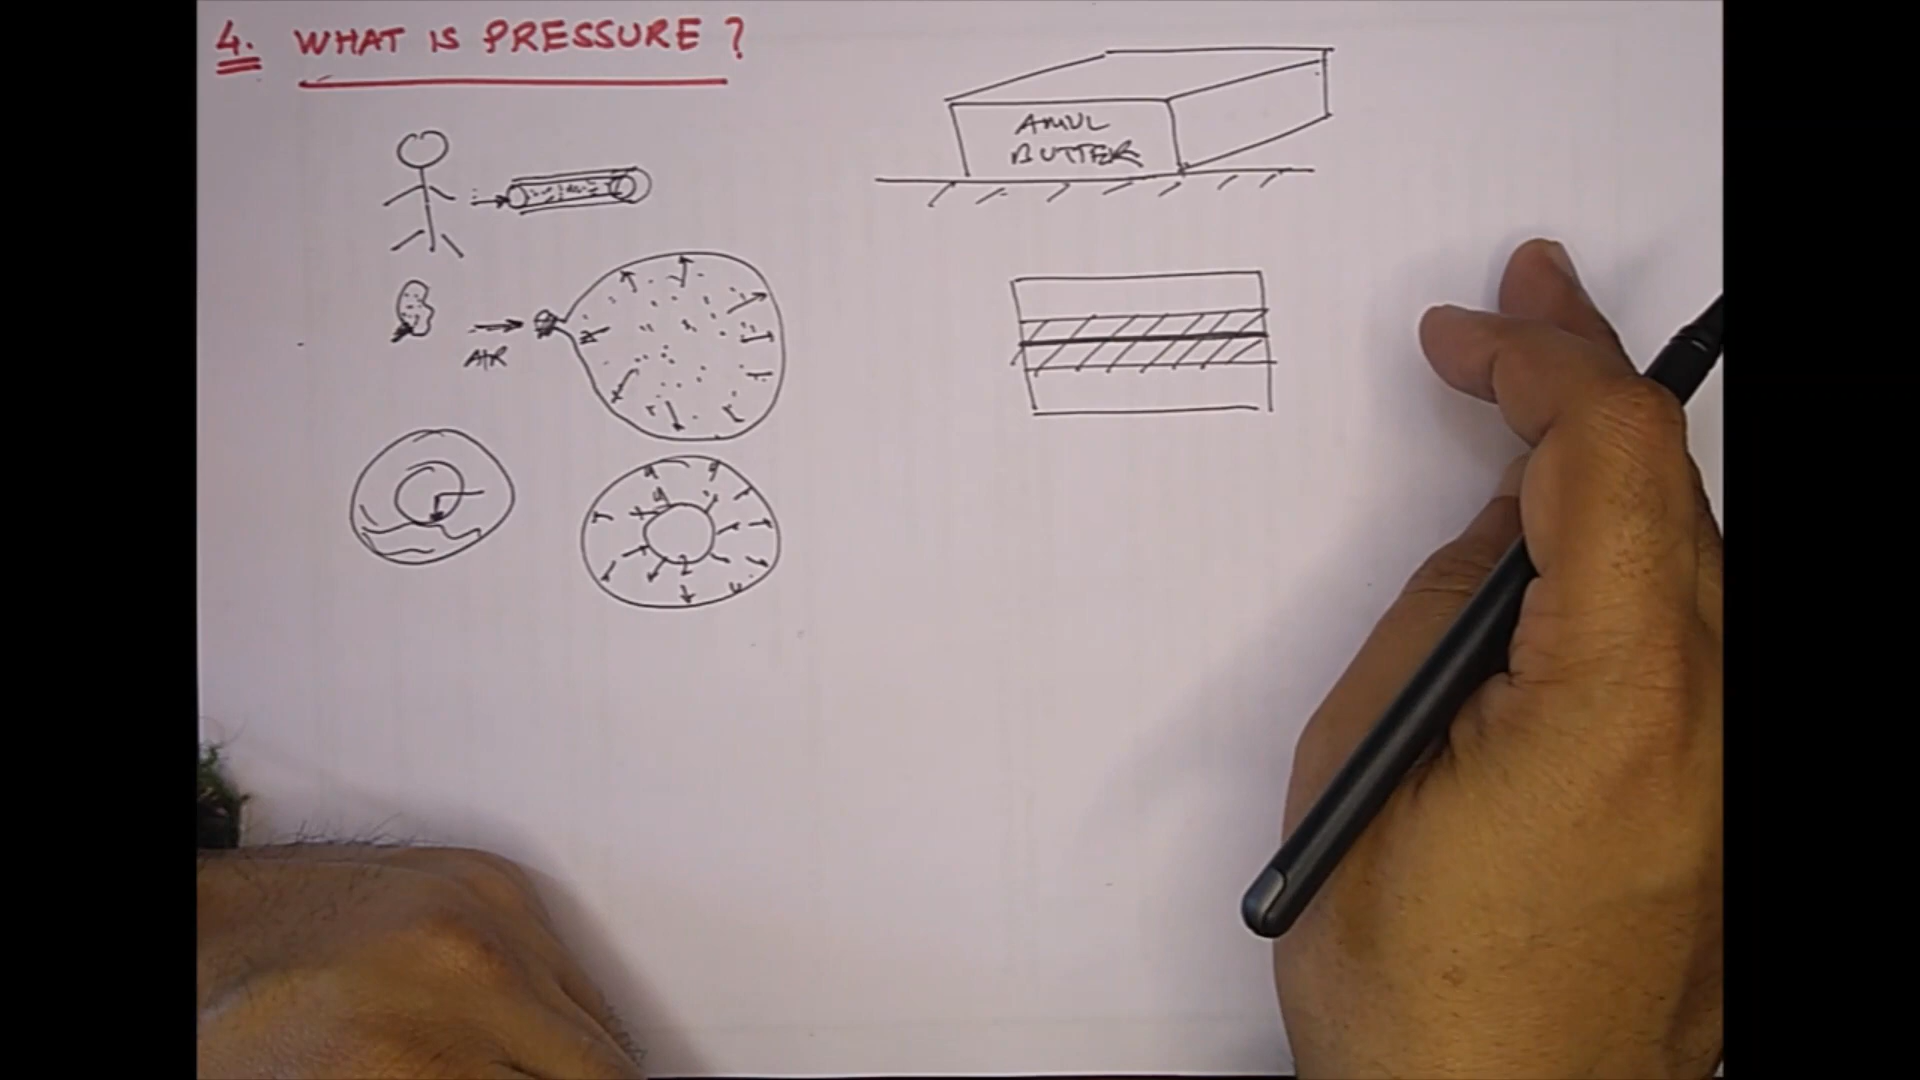 4. WHAT IS PRESSURE?
AMUL
BUTTER
AIR